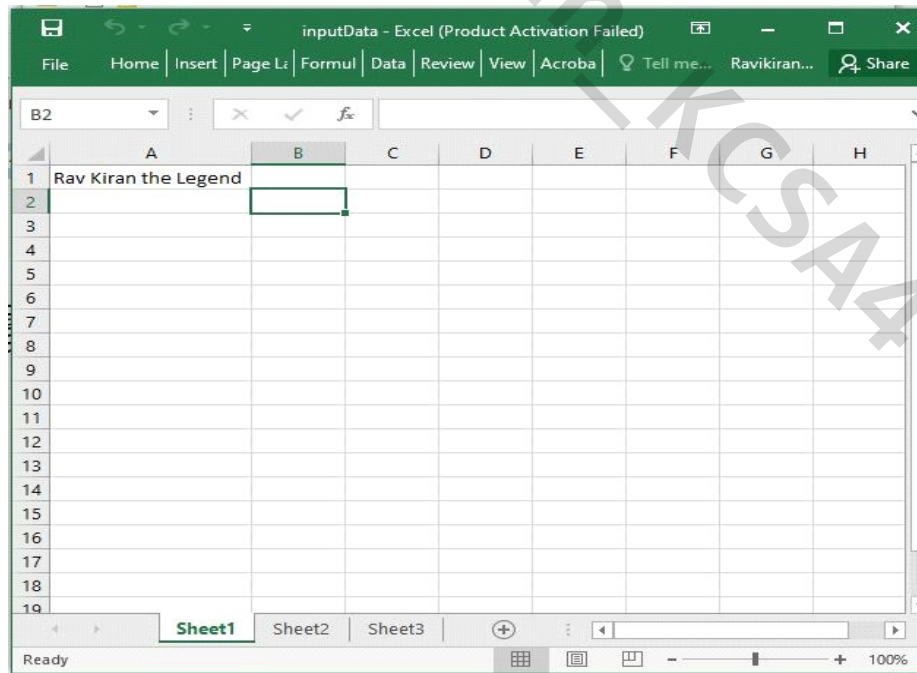 inputData - Excel (Product Activation Failed)
File Home Insert Page La Formul Data Review View Acroba Tell me... Ravikiran... Share
B2 fx
A B C D E F G H
1 Rav Kiran the Legend
2
3
4
5
6
7
8
9
10
11
12
13
14
15
16
17
18
19
Sheet1 Sheet2 Sheet3
Ready 100%
_KCSA4